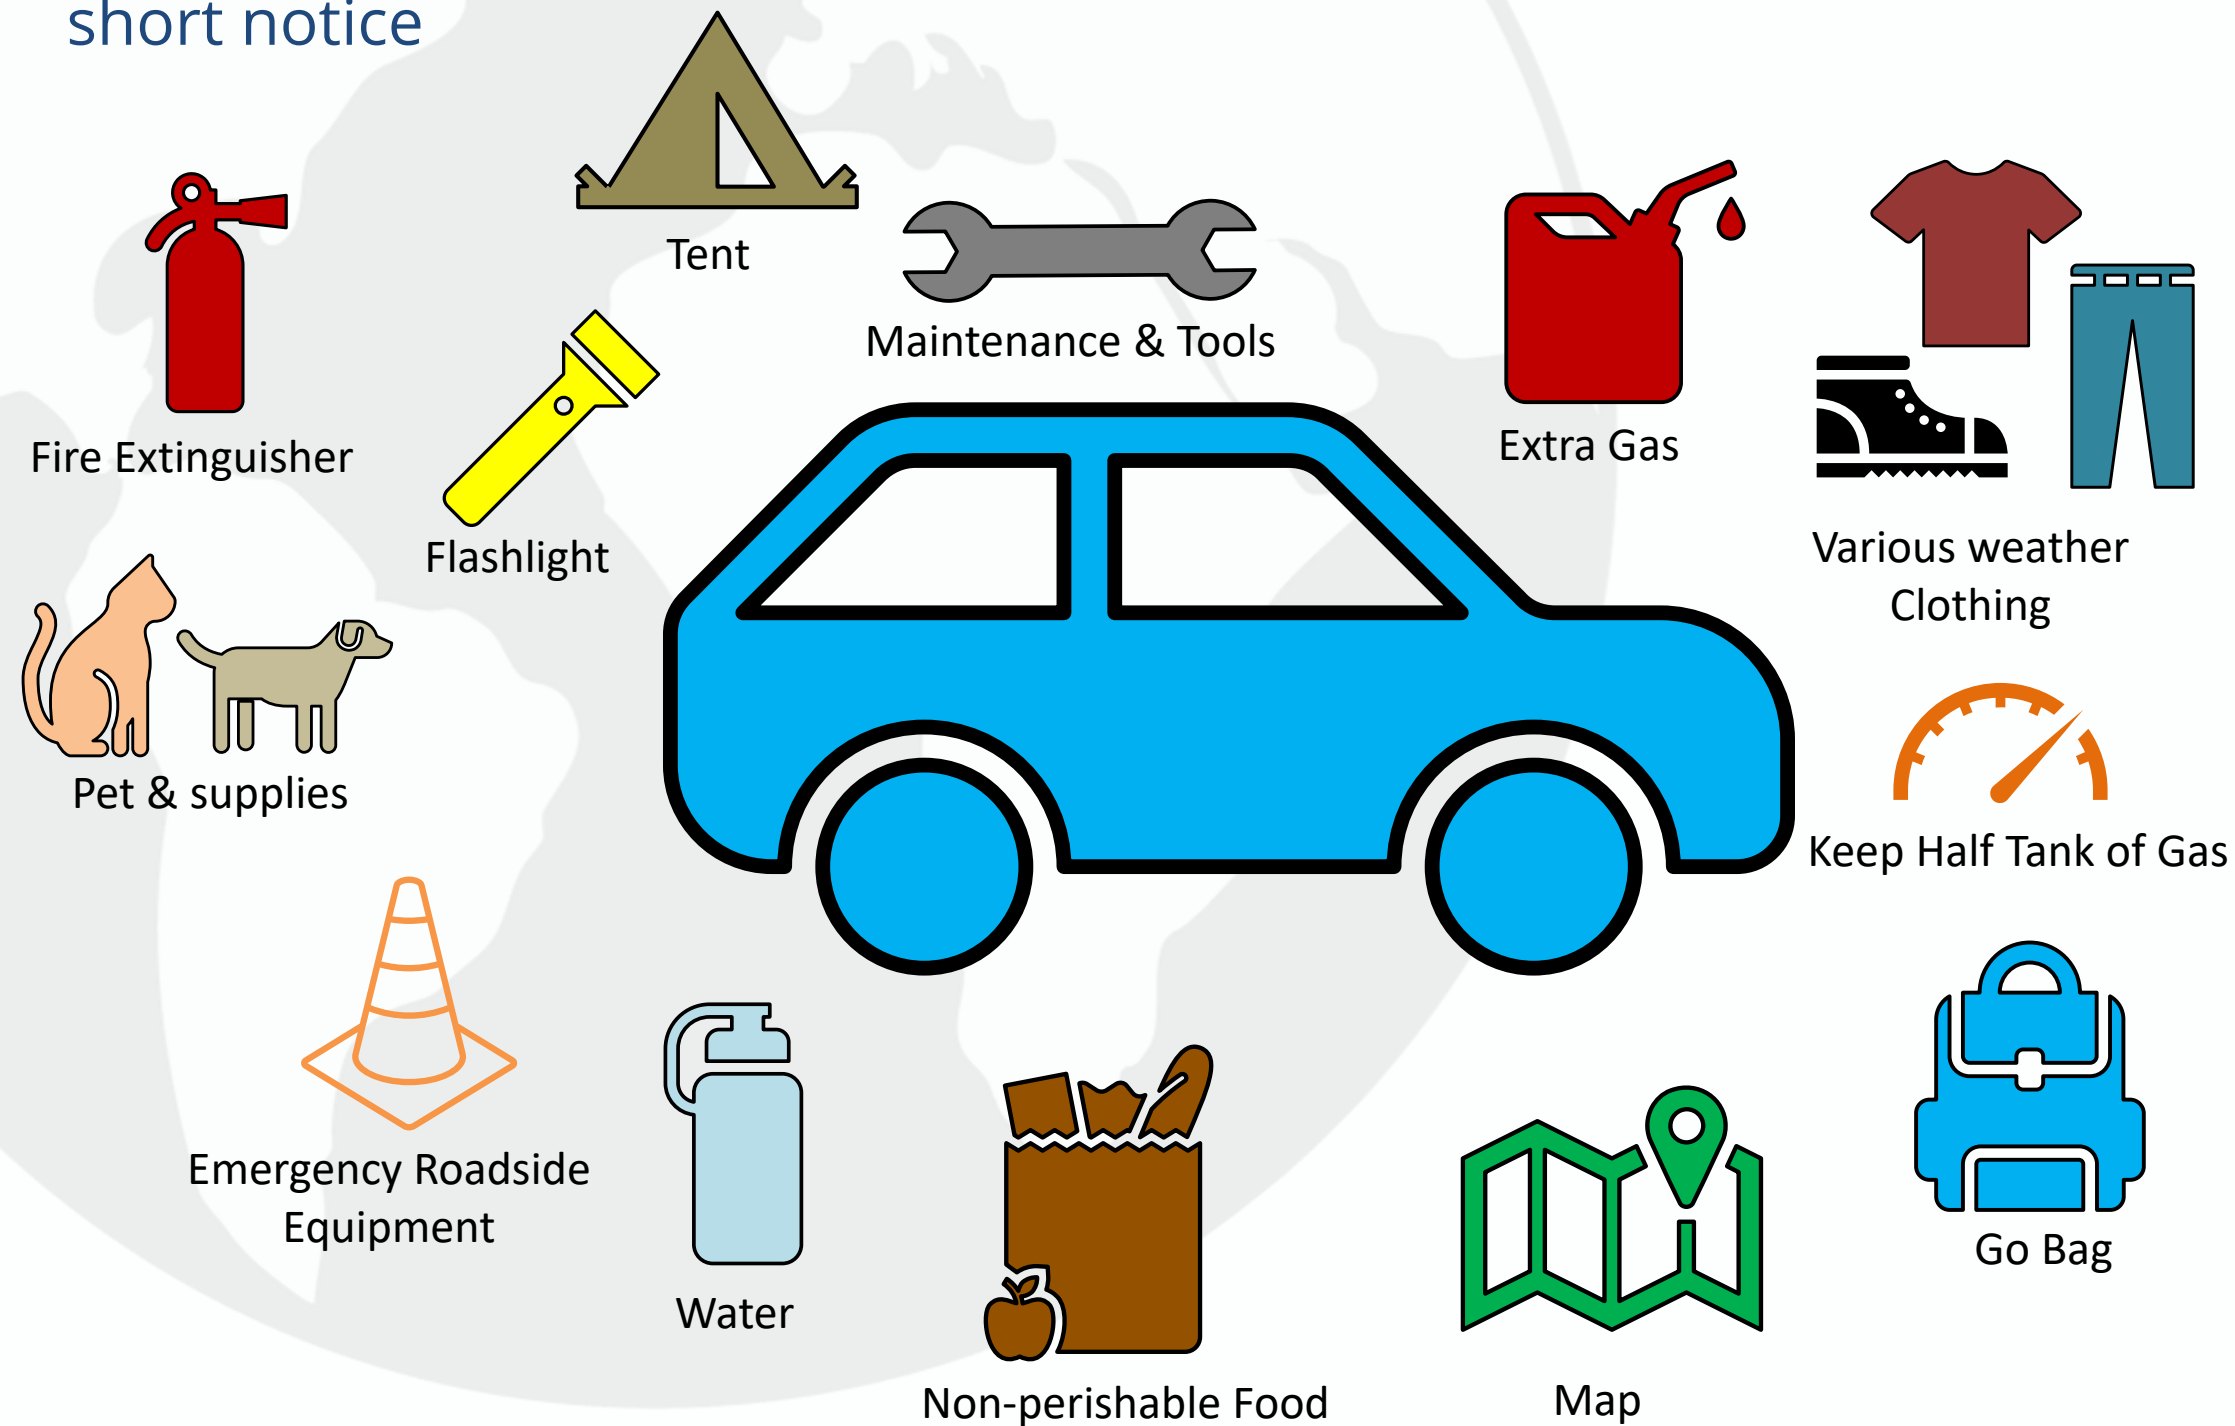 short notice
Tent
Maintenance & Tools
Extra Gas
Fire Extinguisher
Flashlight
Various weather
Clothing
Pet & supplies
Keep Half Tank of Gas
Emergency Roadside
Equipment
Water
Go Bag
Non-perishable Food
Map